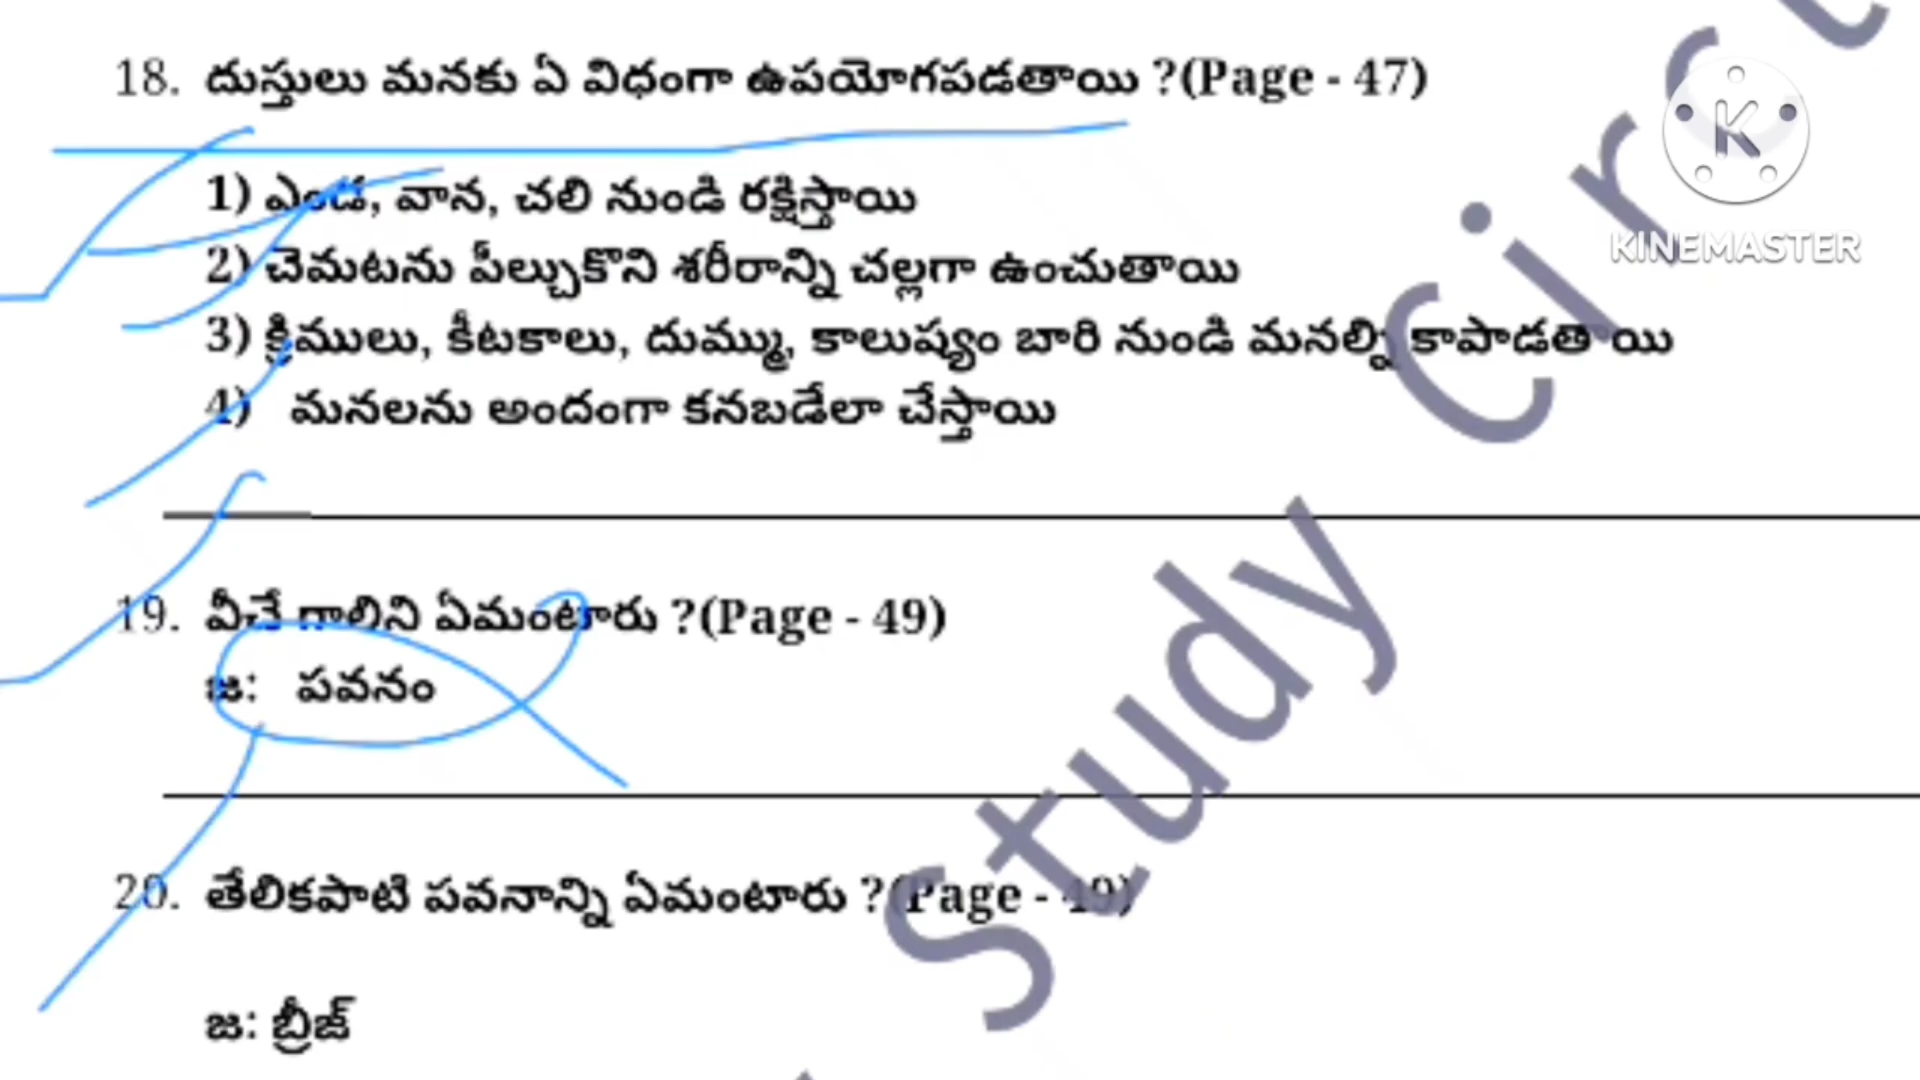 18. దుస్తులు మనకు ఏ విధంగా ఉపయోగపడతాయి ?(Page - 47)
1) ఎండ, వాన, చలి నుండి రక్షిస్తాయి
2) చెమటను పీల్చుకొని శరీరాన్ని చల్లగా ఉంచుతాయి
3) క్రిములు, కీటకాలు, దుమ్ము, కాలుష్యం బారి నుండి మనల్ని కాపాడతాయి
4) మనలను అందంగా కనబడేలా చేస్తాయి
19. వీచే గాలిని ఏమంటారు ?(Page - 49)
జ: పవనం
20. తేలికపాటి పవనాన్ని ఏమంటారు ?(Page - 49)
జ: బ్రీజ్
Study
K
KINEMASTER